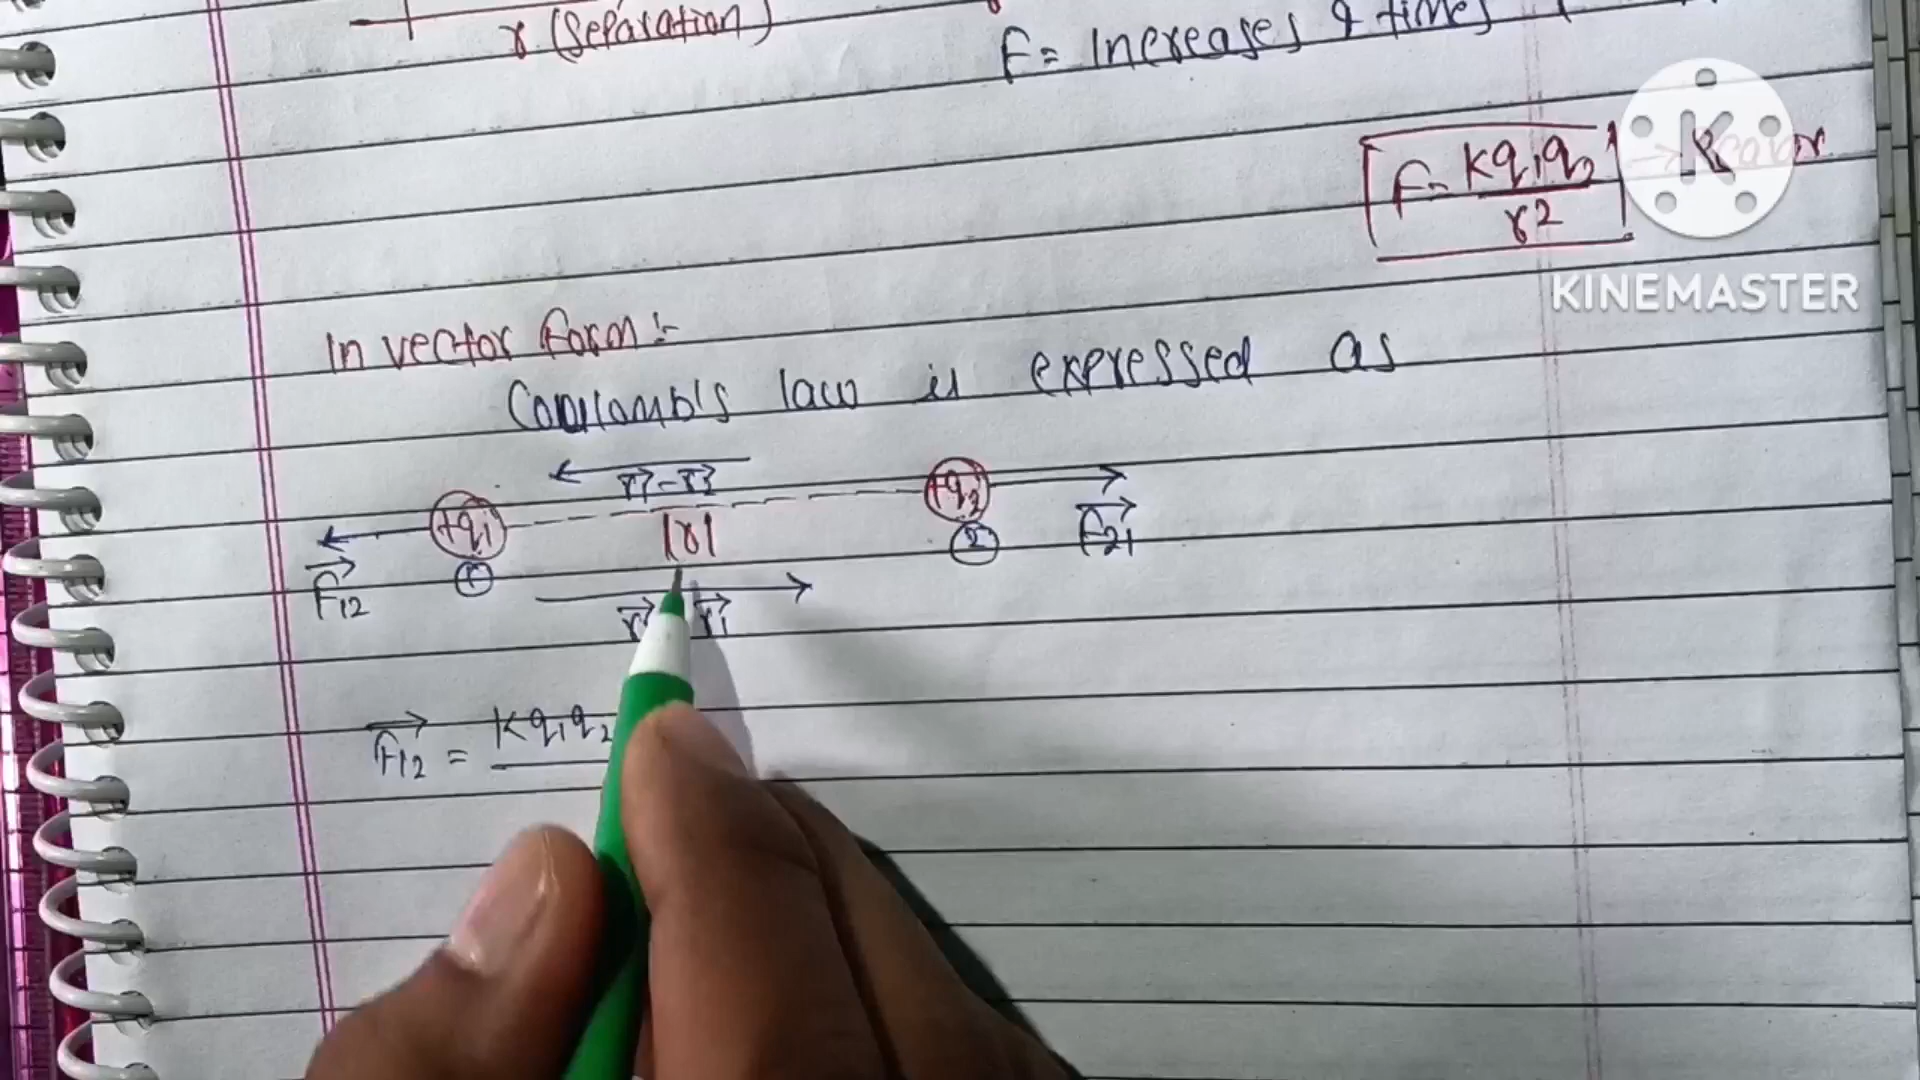 r (Separation)
F= Increases 9 times
F= Kq1q2 / r2
K
KINEMASTER
In vector form:-
Coulomb's law is expressed as
r1 - r2
+q1
+q2
|r|
F12
1
2
F21
r1
F12 = Kq1q2